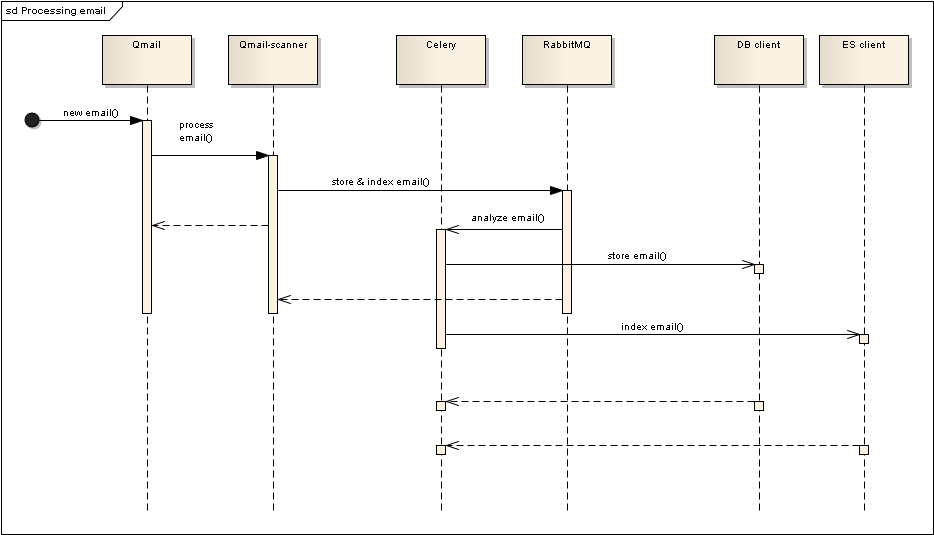 sd Processing email
Qmail
Qmail-scanner
Celery
RabbitMQ
DB client
ES client
new email()
process
email()
store & index email()
analyze email()
store email()
index email()